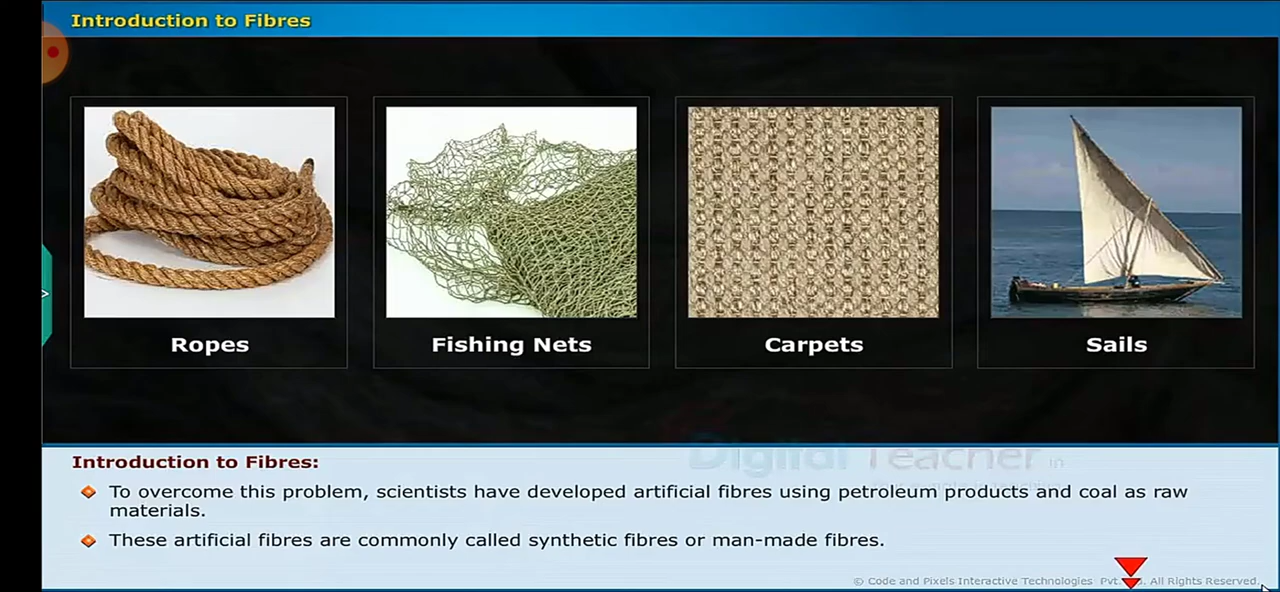 Introduction to Fibres
Ropes
Fishing Nets
Carpets
Sails
Digital Teacher in
Introduction to Fibres:
To overcome this problem, scientists have developed artificial fibres using petroleum products and coal as raw
materials.
These artificial fibres are commonly called synthetic fibres or man-made fibres.
© Code and Pixels Interactive Technologies Pvt. All Rights Reserved.